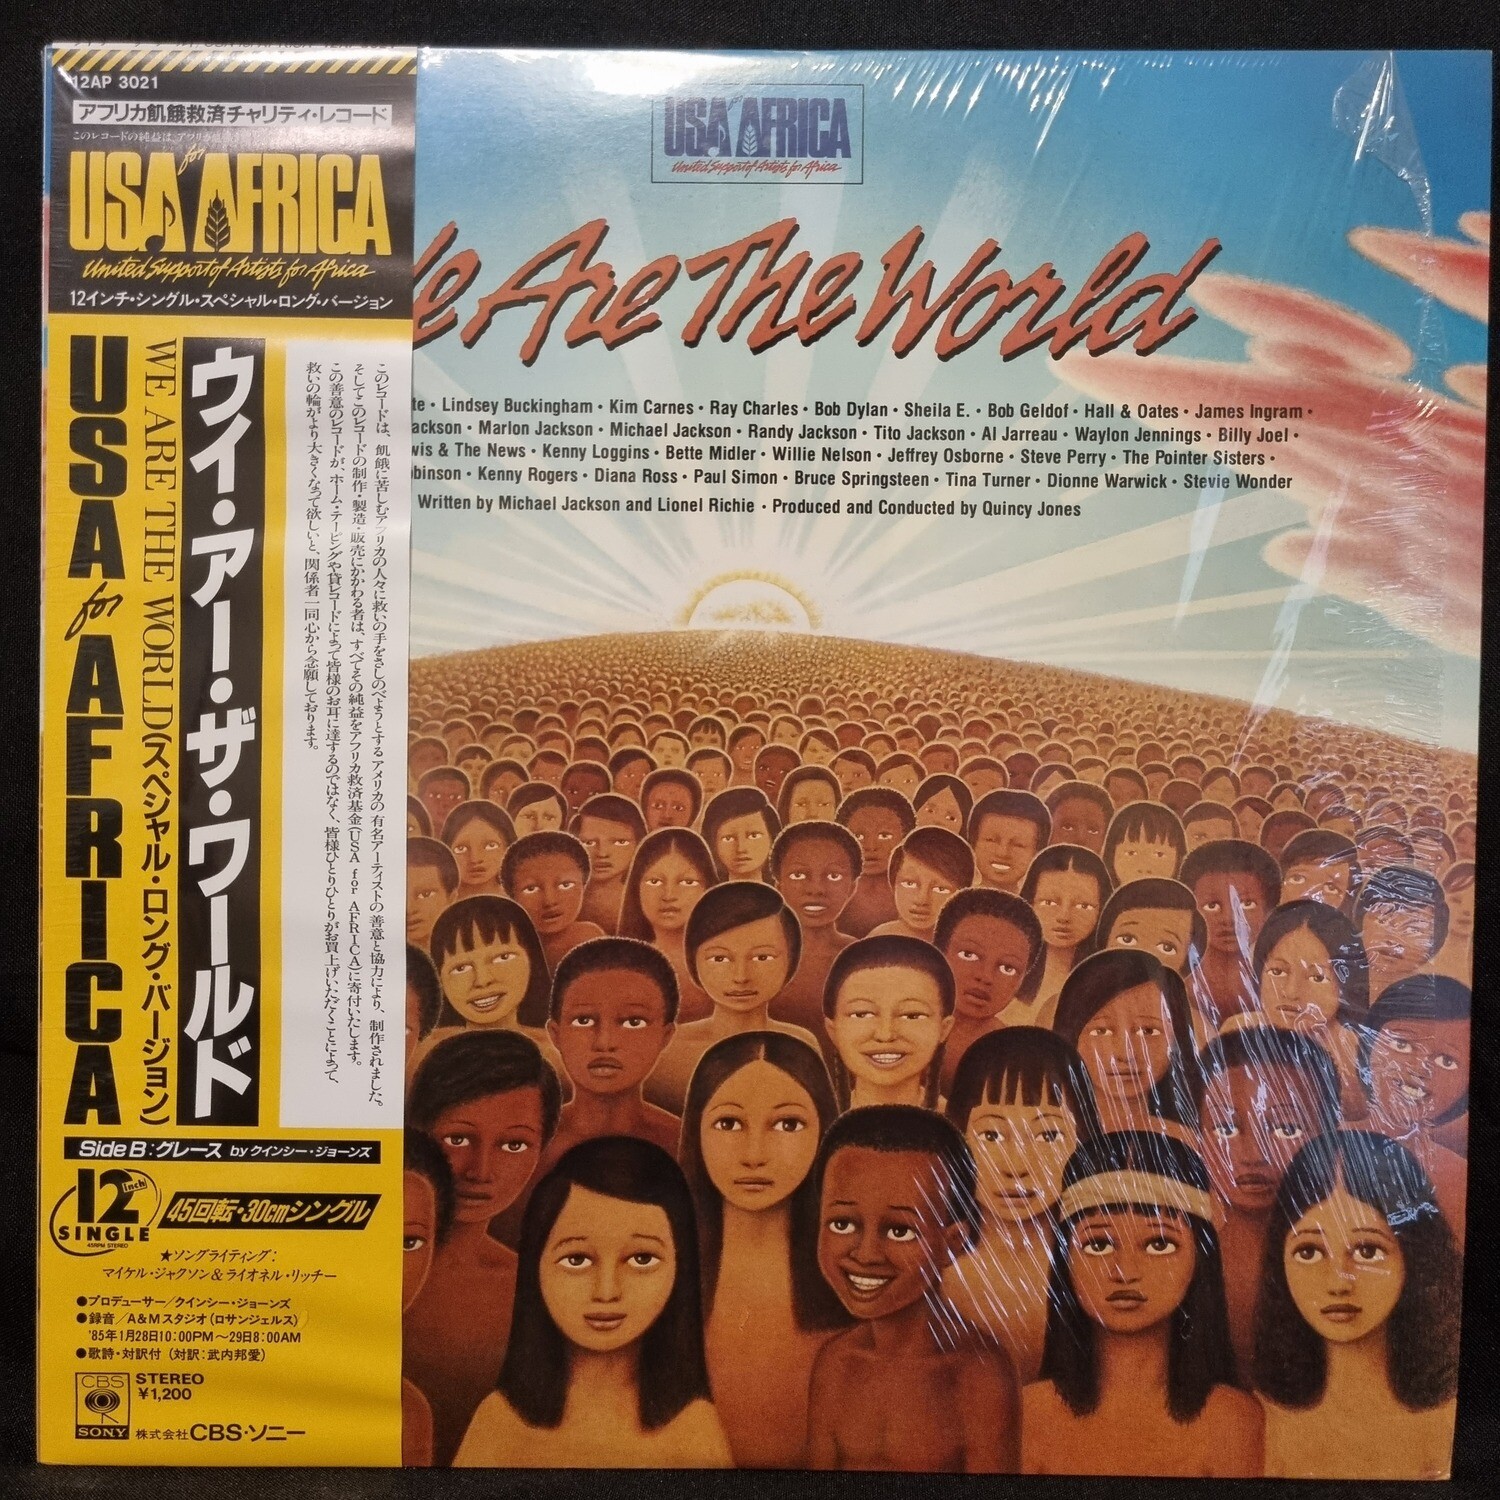 12AP 3021
アフリカ飢餓救済チャリティ・レコード
このレコードの純益は、アフリカ
USA for AFRICA
United Support of Artists for Africa
12インチ・シングル・スペシャル・ロング・バージョン
USA for AFRICA
WE ARE THE WORLD(スペシャル・ロング・バージョン)
ウイ・アー・ザ・ワールド
このレコードは、飢餓に苦しむアフリカの人々に救いの手をさしのべようとするアメリカの有名アーティストの善意と協力により、制作されました。
そしてこのレコードの制作・製造・販売にかかわる者は、すべてその純益をアフリカ救済基金(USA for AFRICA)に寄付いたします。
この善意のレコードが、ホーム・テーピングや貸レコードによって皆様のお耳に達するのではなく、皆様ひとりひとりがお買上げいただくことによって、
救いの輪がより大きくなって欲しいと、関係者一同心から念願しております。
Side B:グレース by クインシー・ジョーンズ
12 inch
SINGLE
45RPM STEREO
45回転・30cmシングル
★ソングライティング:
マイケル・ジャクソン&ライオネル・リッチー
●プロデューサー/クインシー・ジョーンズ
●録音/A&Mスタジオ(ロサンジェルス)
'85年1月28日10:00PM〜29日8:00AM
●歌詩・対訳付(対訳:武内邦愛)
CBS
SONY
STEREO
¥1,200
株式会社CBS・ソニー
USA for AFRICA
United Support of Artists for Africa
e Are The World
te • Lindsey Buckingham • Kim Carnes • Ray Charles • Bob Dylan • Sheila E. • Bob Geldof • Hall & Oates • James Ingram •
ackson • Marlon Jackson • Michael Jackson • Randy Jackson • Tito Jackson • Al Jarreau • Waylon Jennings • Billy Joel •
wis & The News • Kenny Loggins • Bette Midler • Willie Nelson • Jeffrey Osborne • Steve Perry • The Pointer Sisters •
binson • Kenny Rogers • Diana Ross • Paul Simon • Bruce Springsteen • Tina Turner • Dionne Warwick • Stevie Wonder
Written by Michael Jackson and Lionel Richie • Produced and Conducted by Quincy Jones